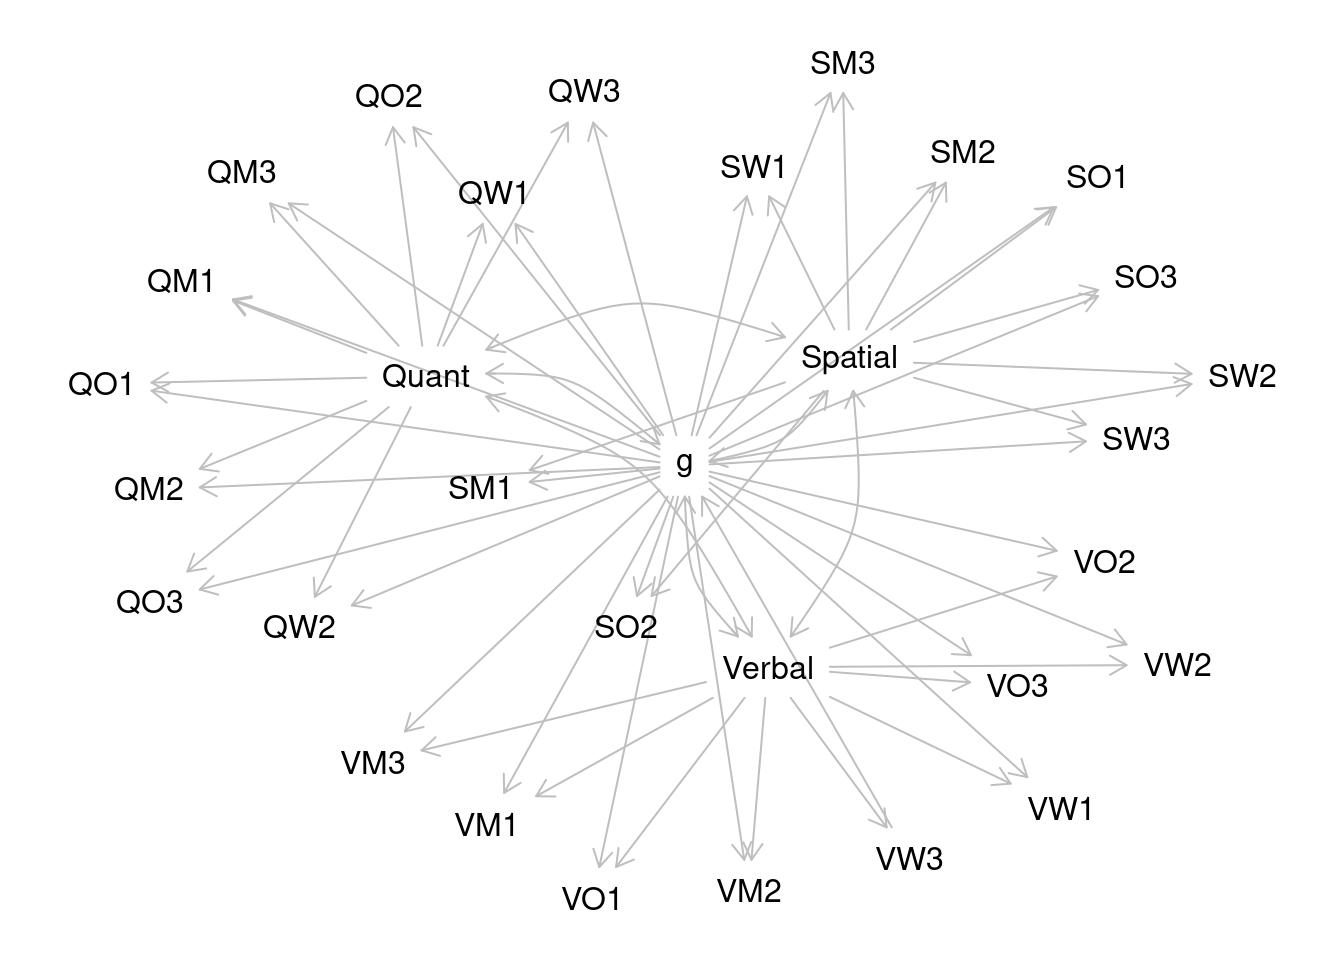 SM3
QO2
QW3
SM2
SW1
QM3
SO1
QW1
QM1
SO3
Spatial
Quant
SW2
QO1
SW3
g
SM1
QM2
VO2
QO3
QW2
SO2
Verbal
VW2
VO3
VM3
VW1
VM1
VW3
VM2
VO1